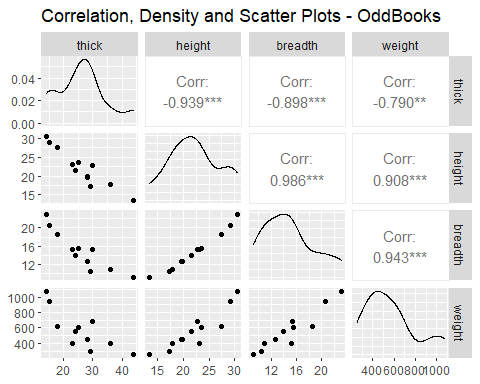 Correlation, Density and Scatter Plots - OddBooks
thick height breadth weight
0.04
0.02
0.00
Corr:
-0.939***
Corr:
-0.898***
Corr:
-0.790**
thick
30
25
20
15
Corr:
0.986***
Corr:
0.908***
height
20
16
12
Corr:
0.943***
breadth
1000
800
600
400
weight
20 30 40 15 20 25 30 12 16 20 400 600 800 1000